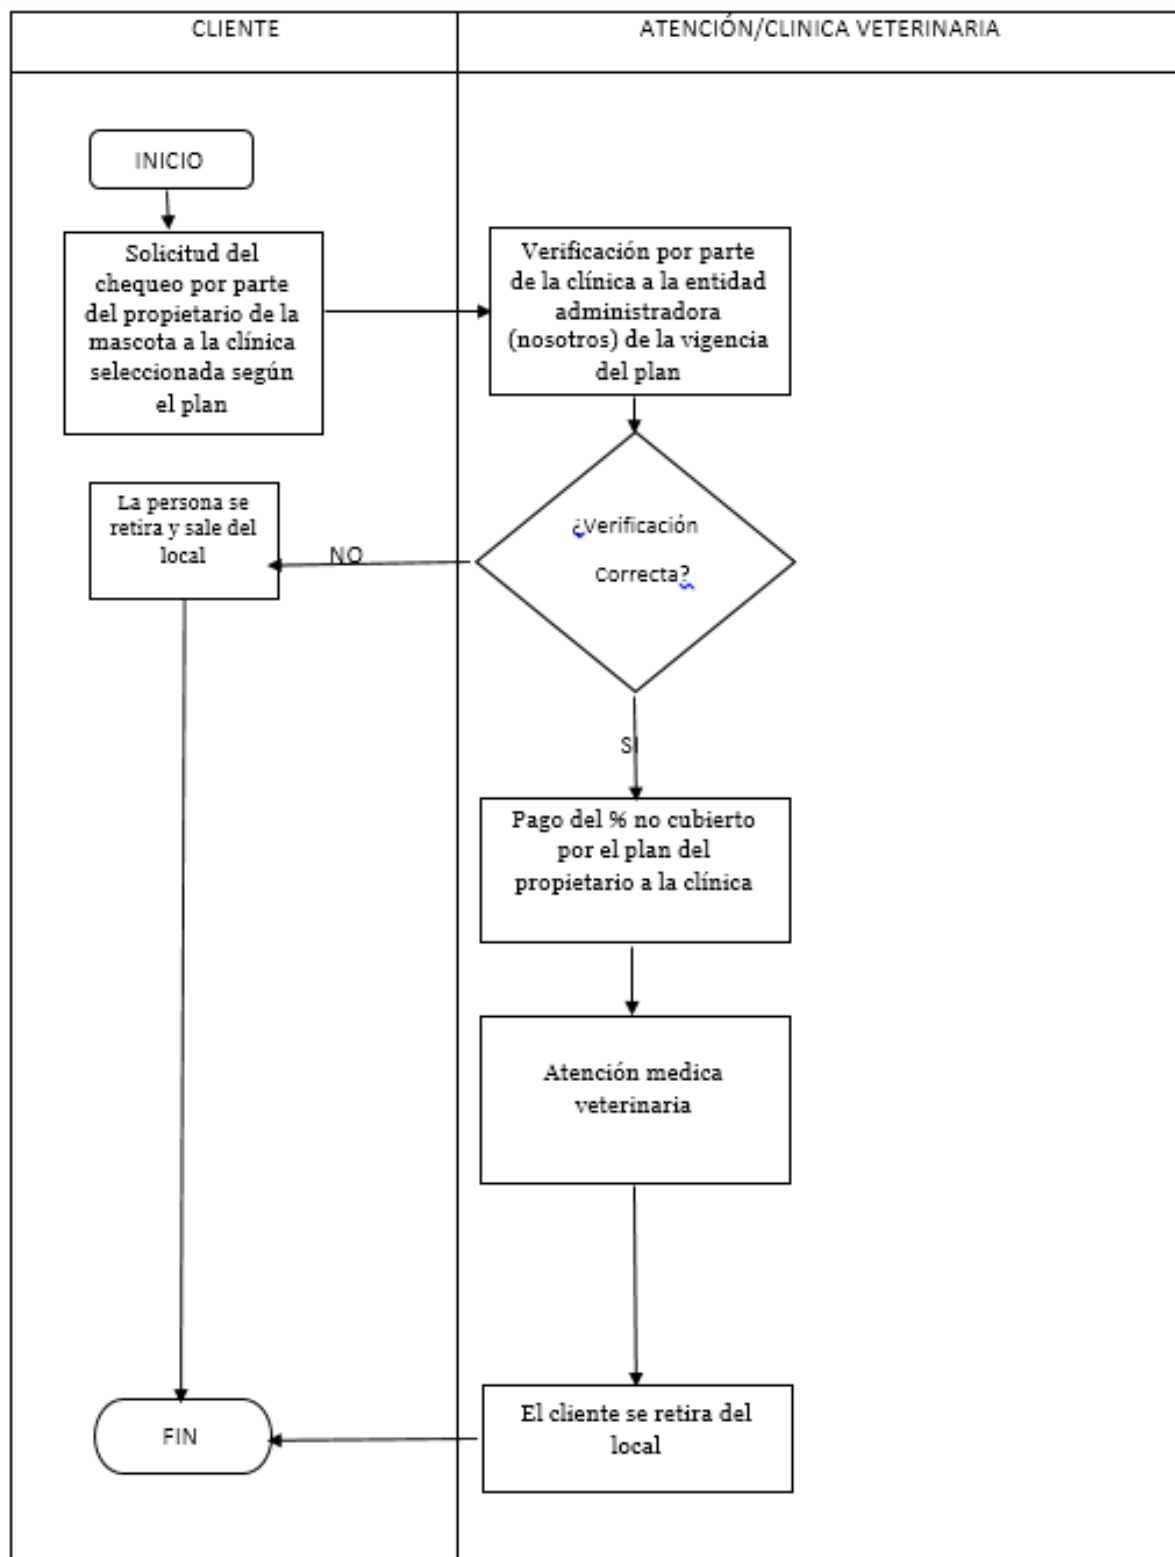 CLIENTE
ATENCIÓN/CLINICA VETERINARIA
INICIO
Solicitud del
chequeo por parte
del propietario de la
mascota a la clínica
seleccionada según
el plan
Verificación por parte
de la clínica a la entidad
administradora
(nosotros) de la vigencia
del plan
¿Verificación
Correcta?
NO
La persona se
retira y sale del
local
SI
Pago del % no cubierto
por el plan del
propietario a la clínica
Atención medica
veterinaria
El cliente se retira del
local
FIN